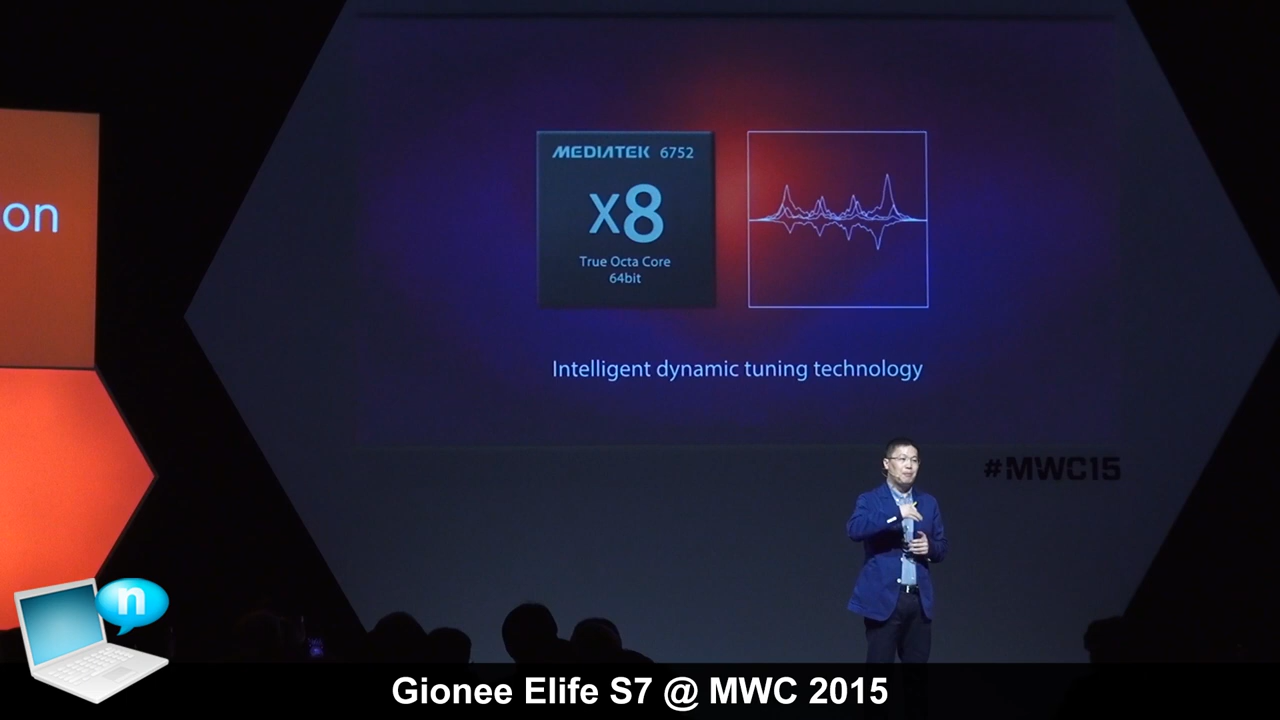 on
MEDIATEK 6752
x8
True Octa Core
64bit
Intelligent dynamic tuning technology
#MWC15
n
Gionee Elife S7 @ MWC 2015